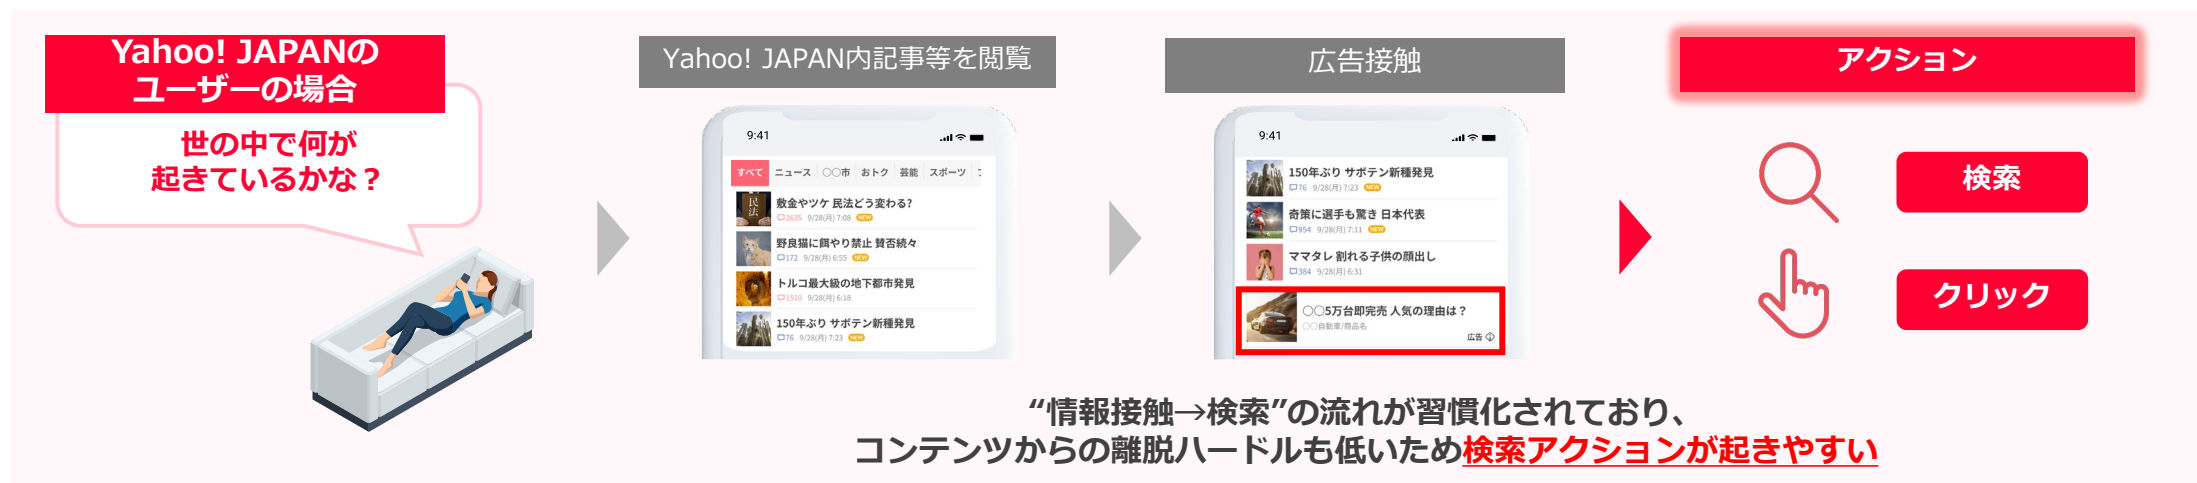 Yahoo! JAPANの
ユーザーの場合
世の中で何が
起きているかな？
Yahoo! JAPAN内記事等を閲覧
9:41
すべて ニュース 〇〇市 おトク 芸能 スポーツ
民法
敷金やツケ 民法どう変わる?
2635 9/28(月) 7:08 NEW
野良猫に餌やり禁止 賛否続々
172 9/28(月) 6:55 NEW
トルコ最大級の地下都市発見
1510 9/28(月) 6:18
150年ぶり サボテン新種発見
76 9/28(月) 7:23 NEW
広告接触
9:41
150年ぶり サボテン新種発見
76 9/28(月) 7:23 NEW
奇策に選手も驚き 日本代表
954 9/28(月) 7:11 NEW
ママタレ 割れる子供の顔出し
384 9/28(月) 6:31
〇〇5万台即完売 人気の理由は？
〇〇自動車/商品名
広告
アクション
検索
クリック
“情報接触→検索”の流れが習慣化されており、
コンテンツからの離脱ハードルも低いため検索アクションが起きやすい